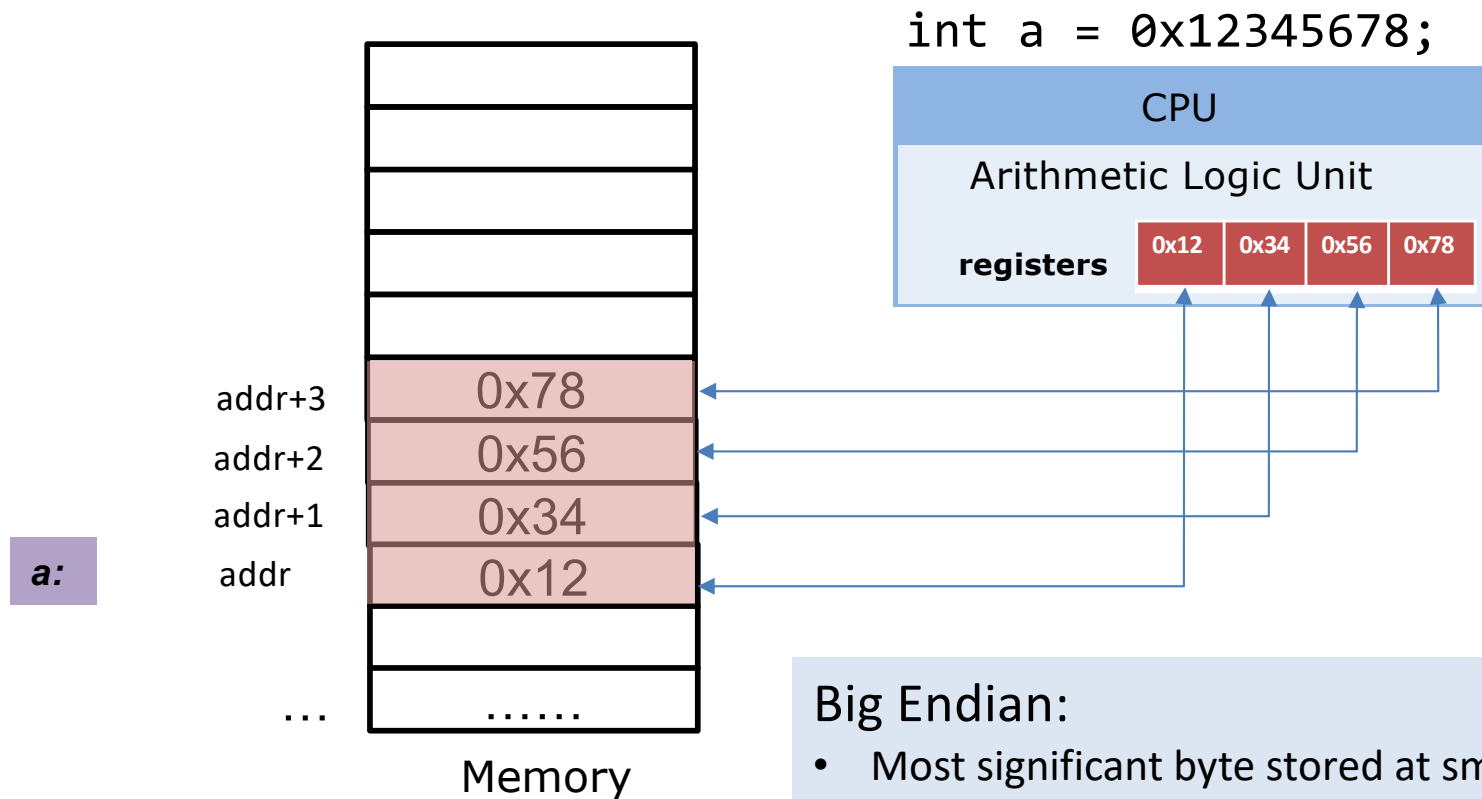 int a = 0x12345678;
CPU
Arithmetic Logic Unit
registers 0x12 0x34 0x56 0x78
addr+3 0x78
addr+2 0x56
addr+1 0x34
a: addr 0x12
... ......
Memory
Big Endian:
• Most significant byte stored at